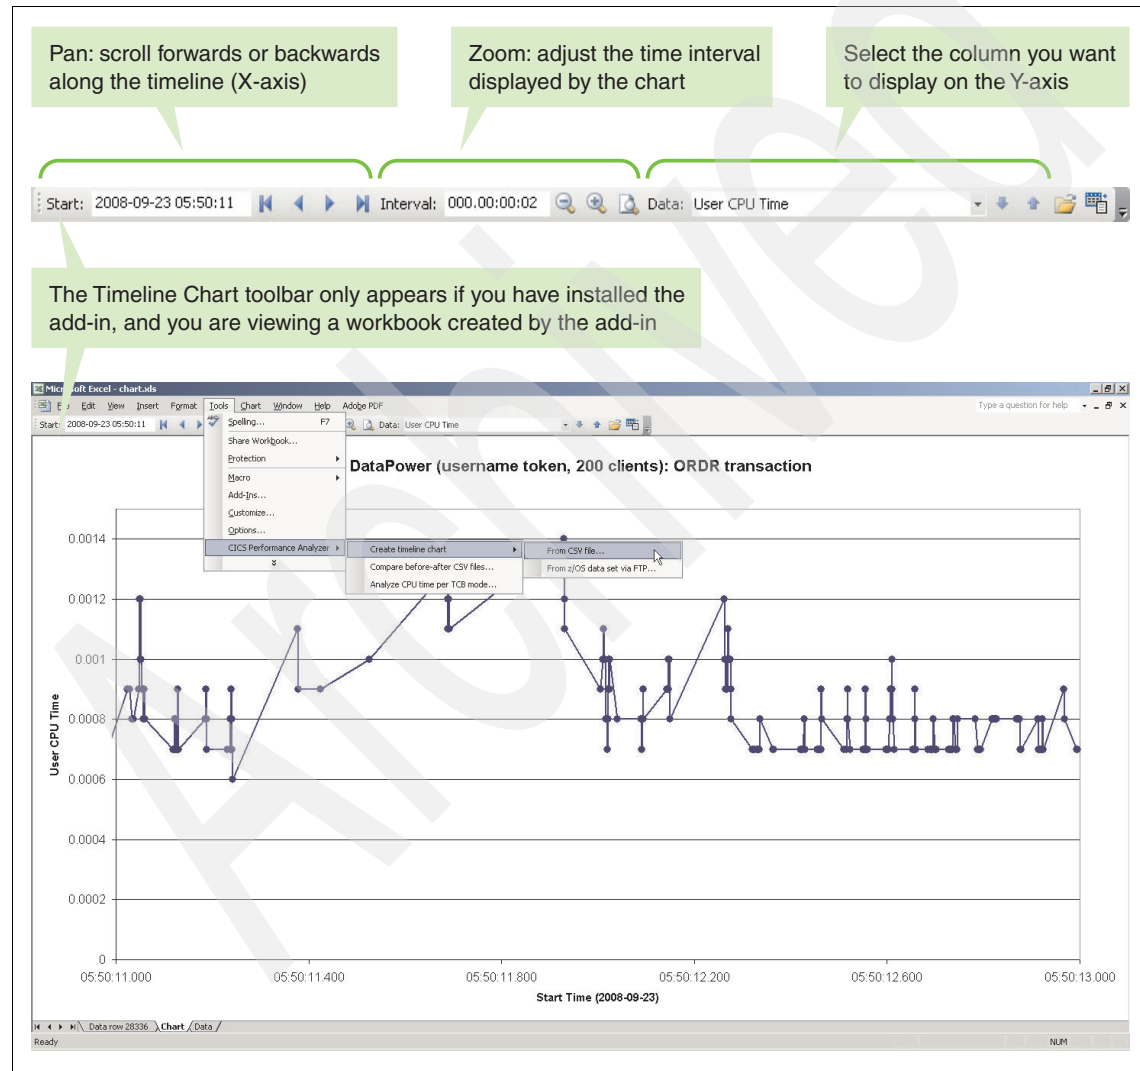 Pan: scroll forwards or backwards
along the timeline (X-axis)
Zoom: adjust the time interval
displayed by the chart
Select the column you want
to display on the Y-axis
Start: 2008-09-23 05:50:11 Interval: 000.00:00:02 Data: User CPU Time
The Timeline Chart toolbar only appears if you have installed the
add-in, and you are viewing a workbook created by the add-in
Microsoft Excel - chart.xls
Edit View Insert Format Tools Chart Window Help Adobe PDF Type a question for help
Start: 2008-09-23 05:50:11 Data: User CPU Time
Spelling... F7
Share Workbook...
Protection
Macro
Add-Ins...
Customize...
Options...
CICS Performance Analyzer
Create timeline chart
Compare before-after CSV files...
Analyze CPU time per TCB mode...
From CSV file...
From z/OS data set via FTP...
DataPower (username token, 200 clients): ORDR transaction
0.0014
0.0012
0.001
0.0008
0.0006
0.0004
0.0002
0
User CPU Time
05:50:11.000 05:50:11.400 05:50:11.800 05:50:12.200 05:50:12.600 05:50:13.000
Start Time (2008-09-23)
Data row 28336 Chart Data
Ready NUM
Archived